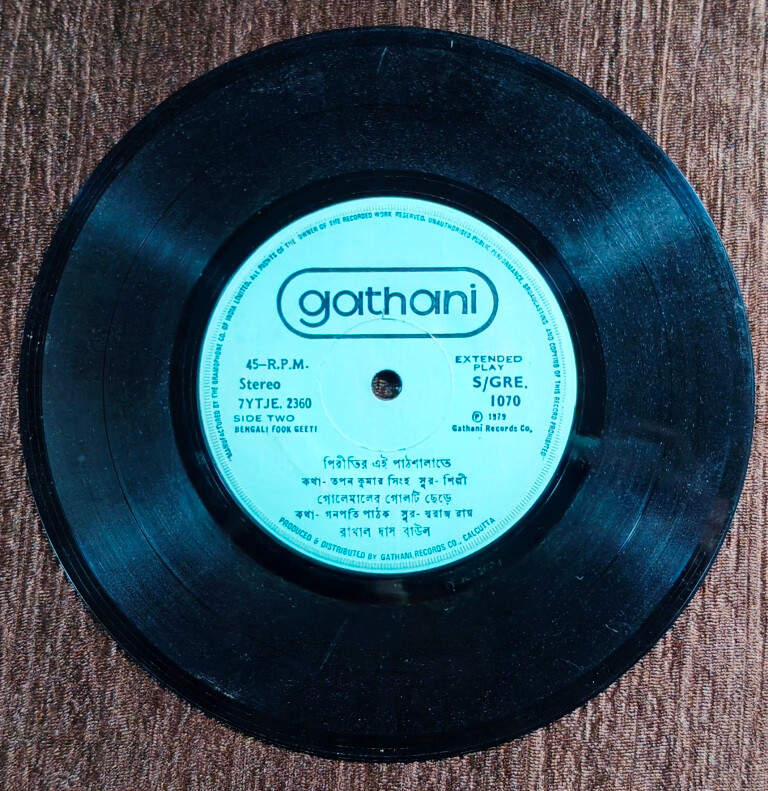 MANUFACTURED BY THE GRAMOPHONE CO. OF INDIA LIMITED. ALL RIGHTS OF THE OWNER OF THE RECORDED WORK RESERVED. UNAUTHORISED PUBLIC PERFORMANCE, BROADCASTING AND COPYING OF THIS RECORD PROHIBITED
gathani
45–R.P.M.
Stereo
7YTJE. 2360
SIDE TWO
BENGALI FOOK GEETI
EXTENDED
PLAY
S/GRE.
1070
℗ 1979
Gathani Records Co.
পিরীতির এই পাঠশালাতে
কথা- তপন কুমার সিংহ সুর- শিল্পী
গোলেমালের গোলটি ছেড়ে
কথা- গনপতি পাঠক সুর- স্বরাজ রায়
রাখাল দাস বাউল
PRODUCED & DISTRIBUTED BY GATHANI RECORDS CO., CALCUTTA